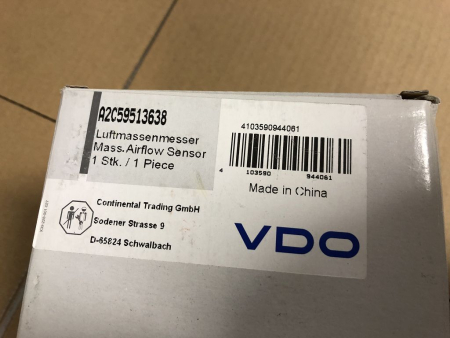 A2C59513638
Luftmassenmesser
Mass Airflow Sensor
1 Stk. / 1 Piece
4103590944081
4 103590 944061
Made in China
Continental Trading GmbH
Sodener Strasse 9
D-65824 Schwalbach
VDO